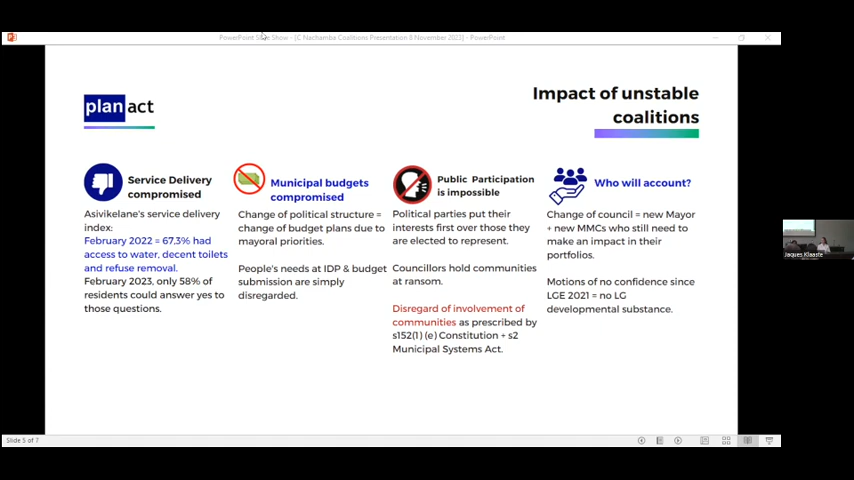 PowerPoint Slide Show - [C Nachamba Coalitions Presentation 8 November 2023] - PowerPoint
plan act
Impact of unstable
coalitions
Service Delivery
compromised
Asivikelane's service delivery
index:
February 2022 = 67,3% had
access to water, decent toilets
and refuse removal.
February 2023, only 58% of
residents could answer yes to
those questions.
Municipal budgets
compromised
Change of political structure =
change of budget plans due to
mayoral priorities.
People's needs at IDP & budget
submission are simply
disregarded.
Public Participation
is impossible
Political parties put their
interests first over those they
are elected to represent.
Councillors hold communities
at ransom.
Disregard of involvement of
communities as prescribed by
s152(1) (e) Constitution + s2
Municipal Systems Act.
Who will account?
Change of council = new Mayor
+ new MMCs who still need to
make an impact in their
portfolios.
Motions of no confidence since
LGE 2021 = no LG
developmental substance.
Jaques Klaaste
Slide 5 of 7